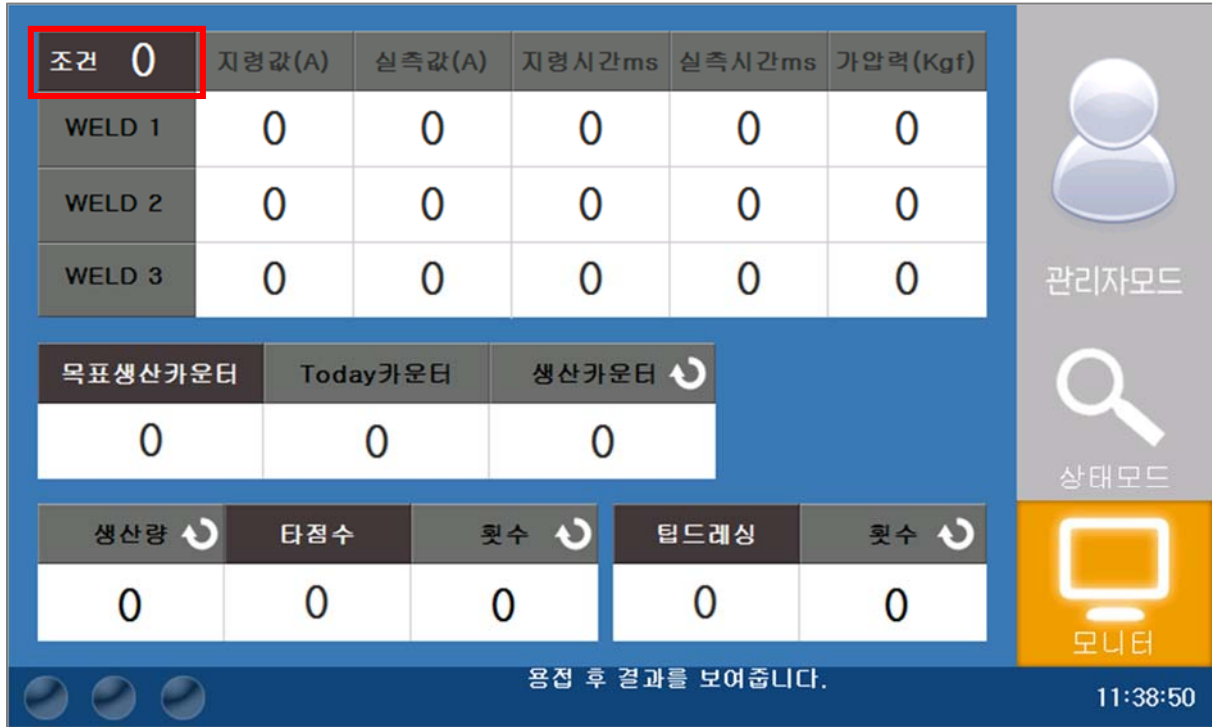 조건 0 지령값(A) 실측값(A) 지령시간ms 실측시간ms 가압력(Kgf)
WELD 1 0 0 0 0 0
WELD 2 0 0 0 0 0
WELD 3 0 0 0 0 0
관리자모드
목표생산카운터 Today카운터 생산카운터
0 0 0
상태모드
생산량 타점수 횟수 팁드레싱 횟수
0 0 0 0 0
모니터
용접 후 결과를 보여줍니다.
11:38:50